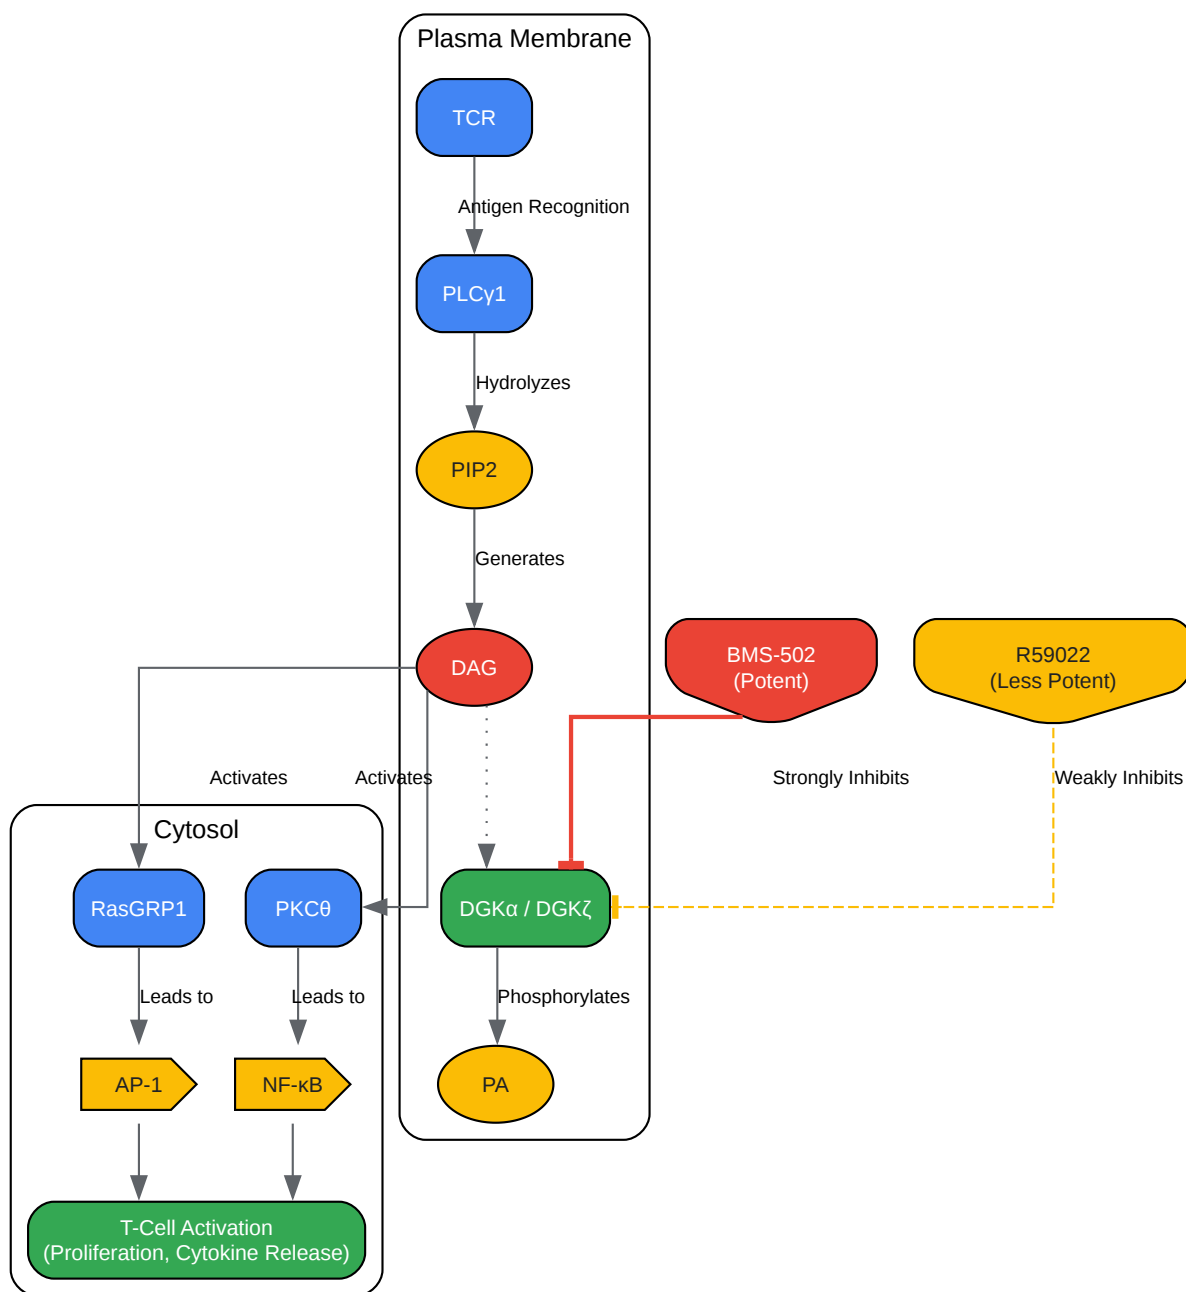 Plasma Membrane
TCR
Antigen Recognition
PLCγ1
Hydrolyzes
PIP2
Generates
DAG
BMS-502
(Potent)
R59022
(Less Potent)
Activates
Activates
Strongly Inhibits
Weakly Inhibits
Cytosol
RasGRP1
PKCθ
DGKα / DGKζ
Leads to
Leads to
Phosphorylates
AP-1
NF-κB
PA
T-Cell Activation
(Proliferation, Cytokine Release)